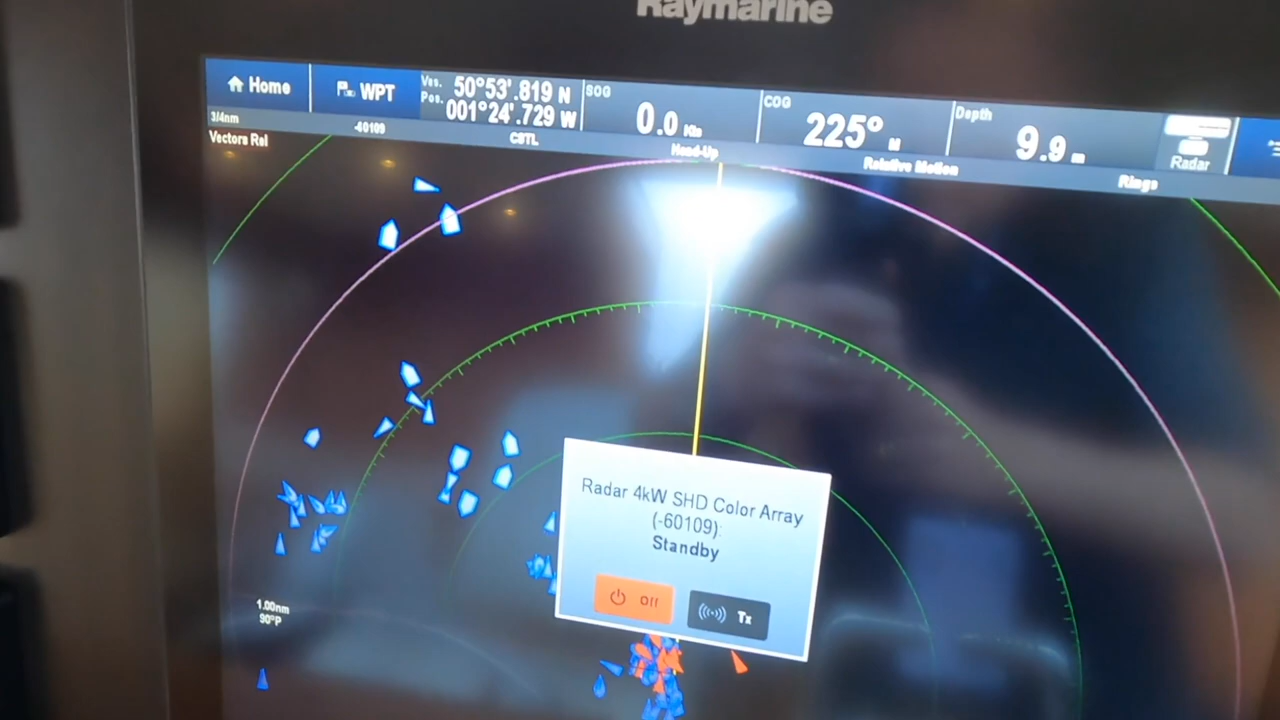 Raymarine
Home
WPT
Ves. Pos.
50°53'.819 N
001°24'.729 W
SOG
0.0 Kts
COG
225° M
Depth
9.9 m
Radar
3/4nm
-60109
Vectors Rel
Head-Up
Relative Motion
Rings
Radar 4kW SHD Color Array
(-60109):
Standby
Off
Tx
1.00nm
90°P